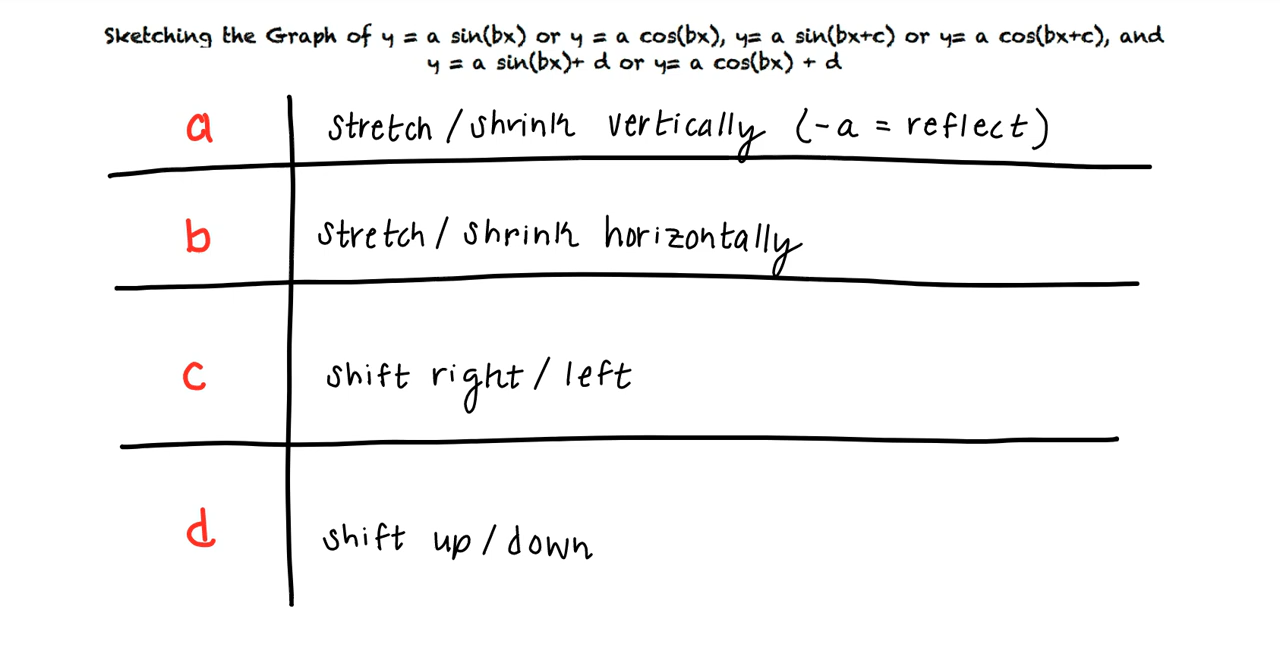 Sketching the Graph of y = a sin(bx) or y = a cos(bx), y= a sin(bx+c) or y= a cos(bx+c), and
y = a sin(bx)+ d or y= a cos(bx) + d
a stretch / shrink vertically (-a = reflect)
b stretch / shrink horizontally
c shift right / left
d shift up / down